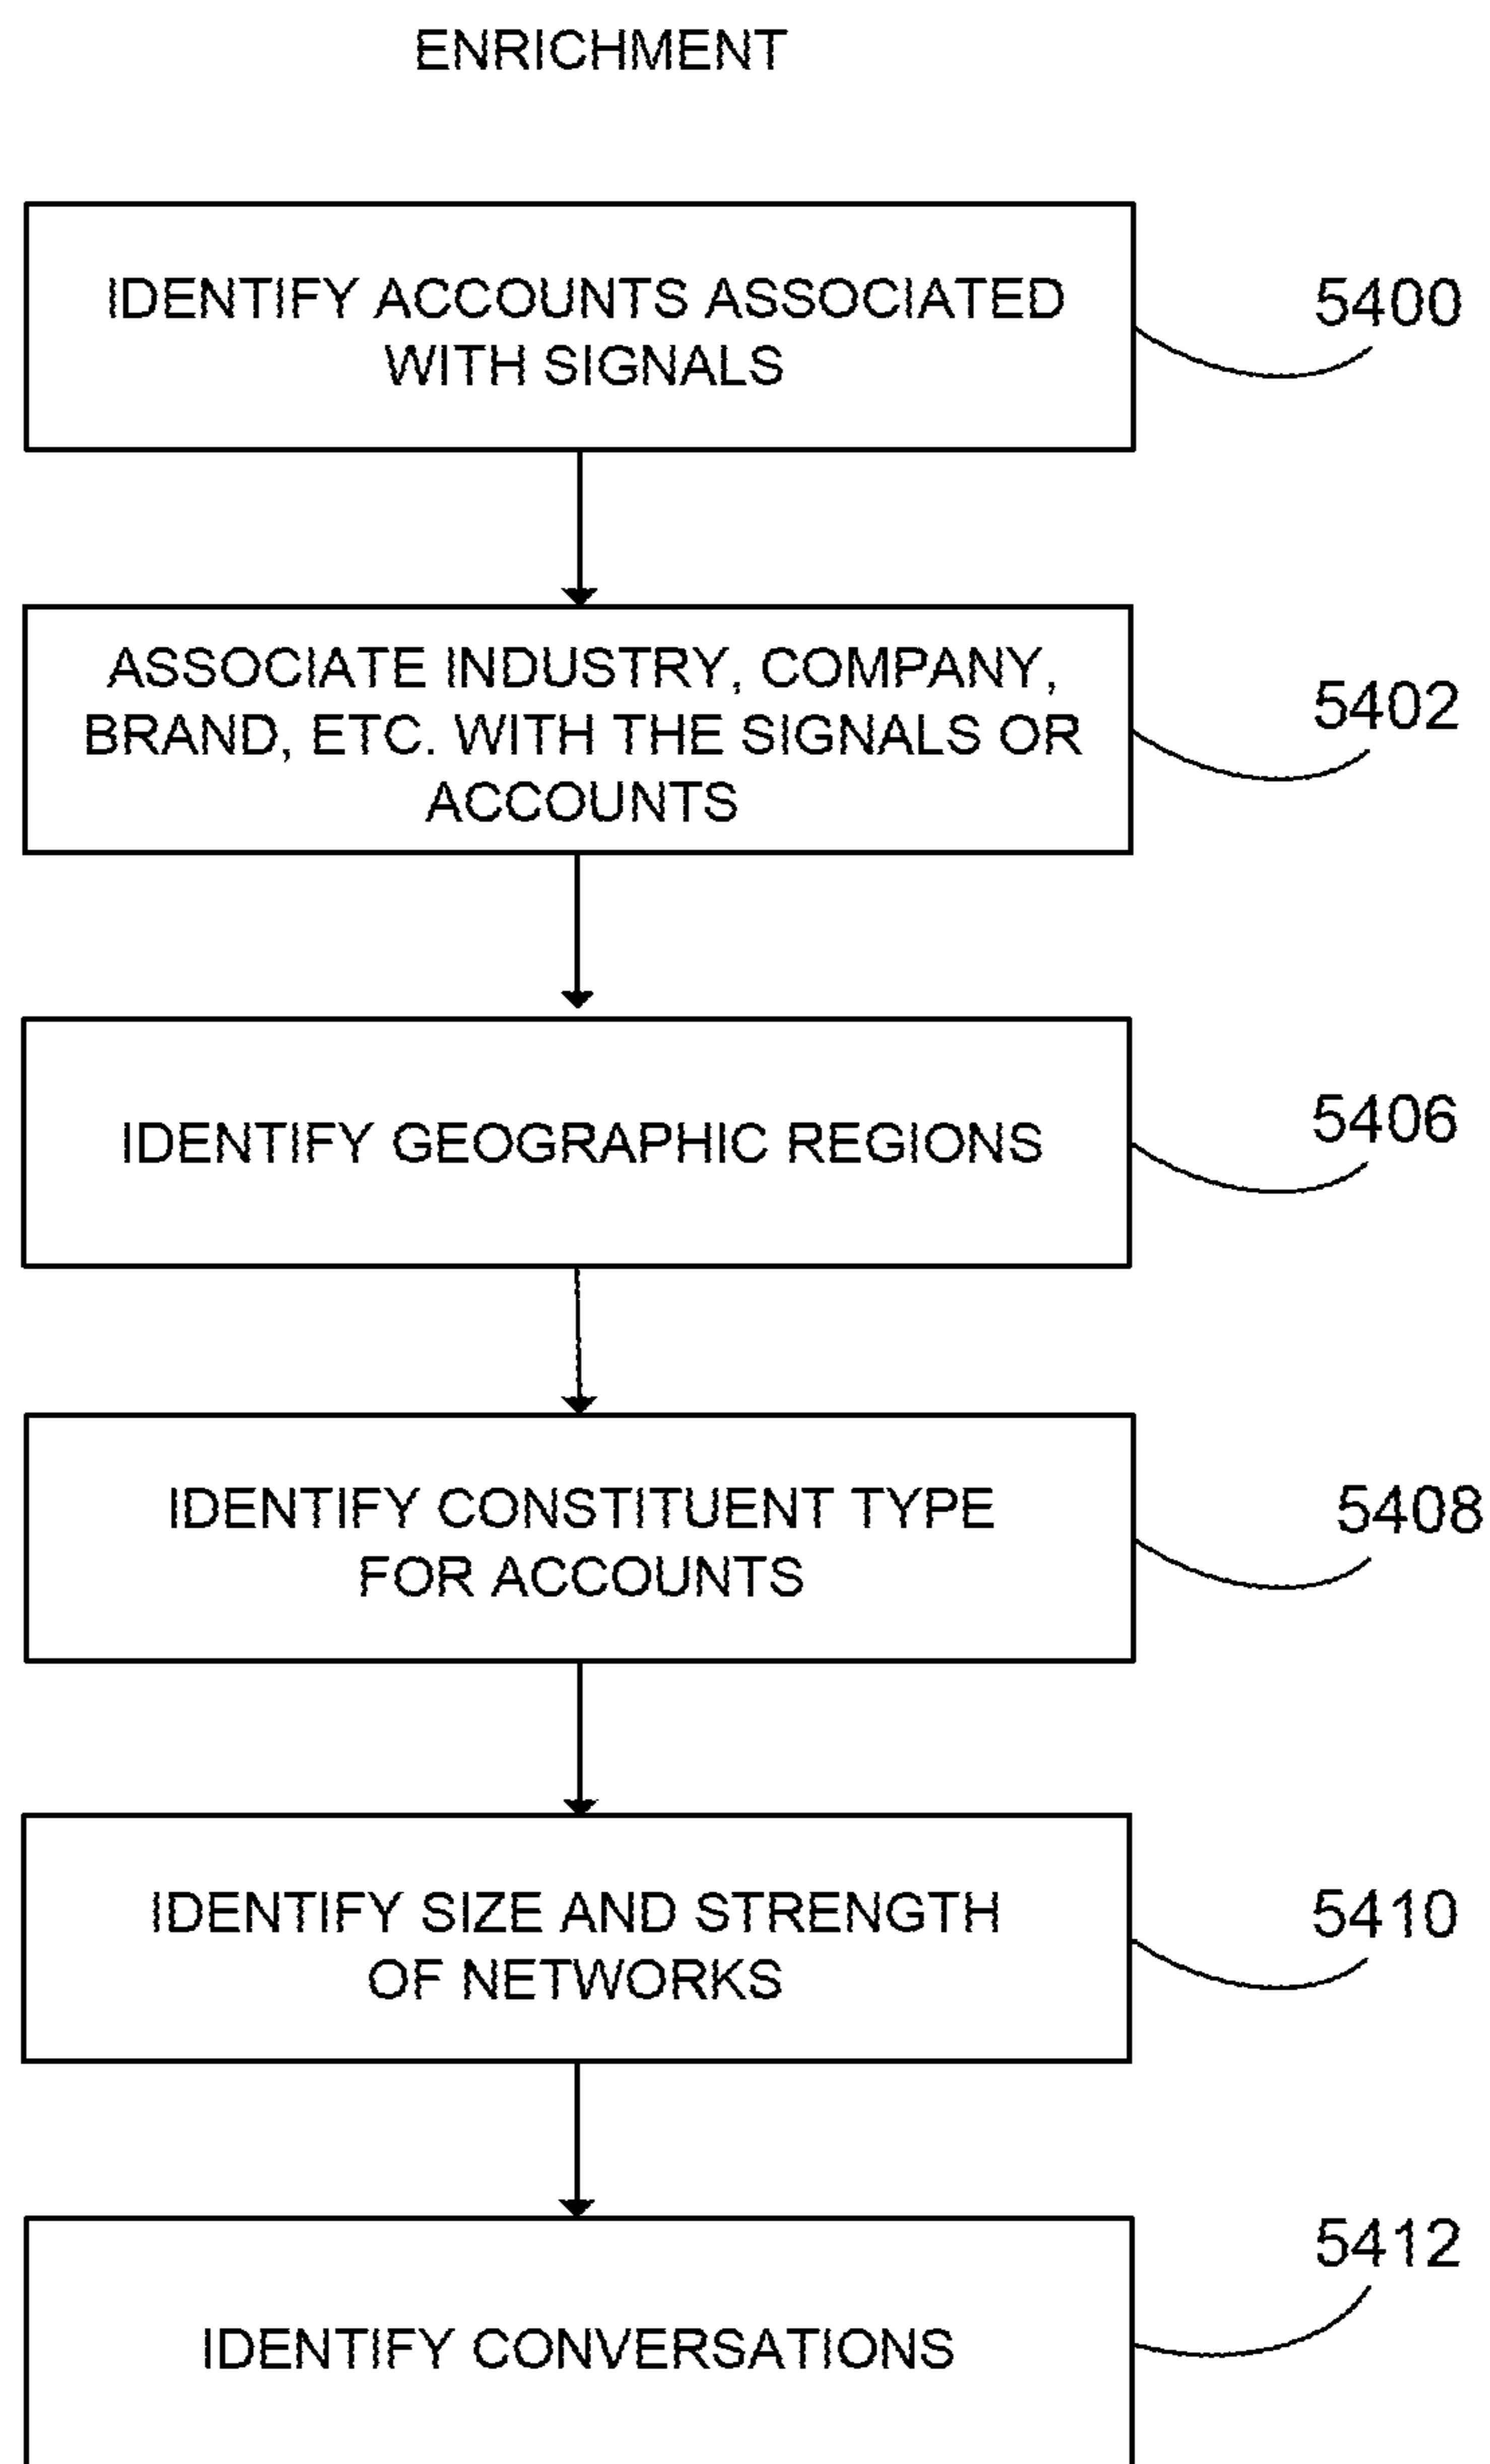 ENRICHMENT
IDENTIFY ACCOUNTS ASSOCIATED
WITH SIGNALS
5400
ASSOCIATE INDUSTRY, COMPANY,
BRAND, ETC. WITH THE SIGNALS OR
ACCOUNTS
5402
IDENTIFY GEOGRAPHIC REGIONS
5406
IDENTIFY CONSTITUENT TYPE
FOR ACCOUNTS
5408
IDENTIFY SIZE AND STRENGTH
OF NETWORKS
5410
IDENTIFY CONVERSATIONS
5412